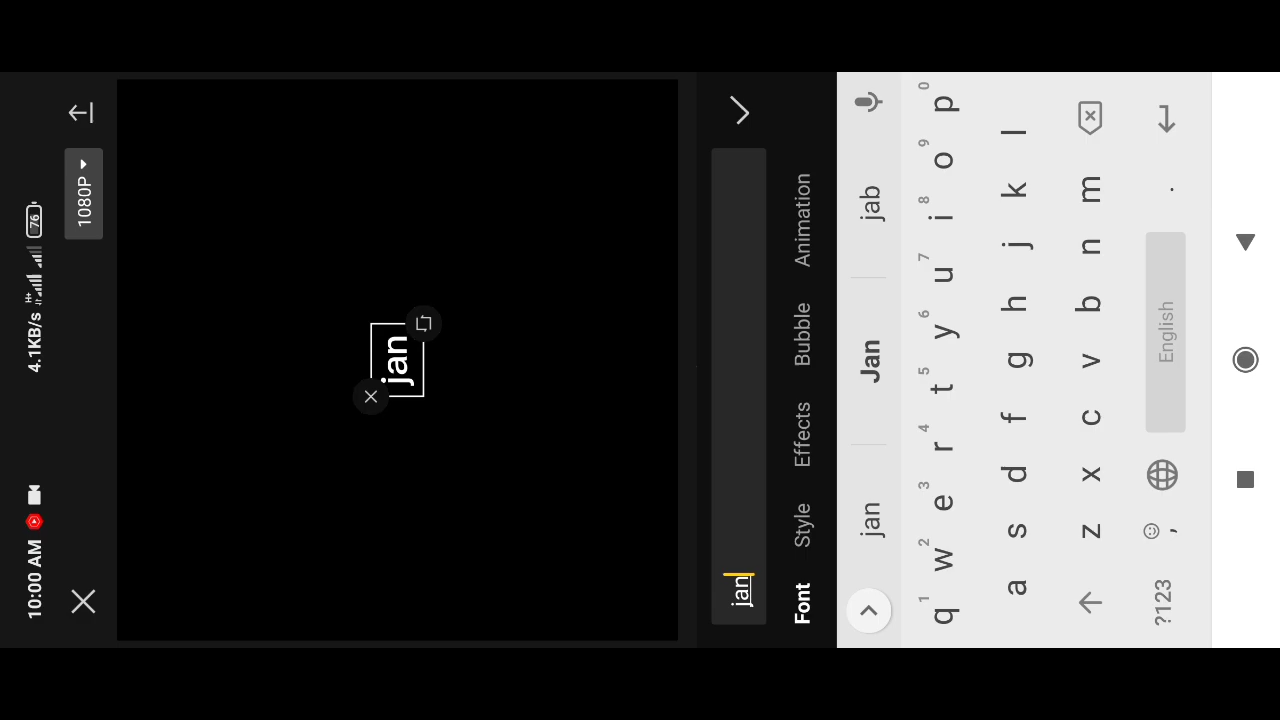 10:00 AM 4.1KB/s H+ 76
1080P
jan
jan
Font Style Effects Bubble Animation
jan Jan jab
1 2 3 4 5 6 7 8 9 0
q w e r t y u i o p
a s d f g h j k l
z x c v b n m
?123 , English .